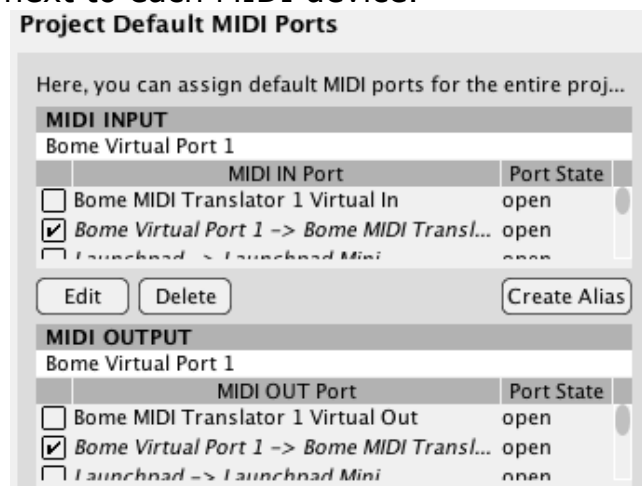 next to each MIDI device.
Project Default MIDI Ports
Here, you can assign default MIDI ports for the entire proj...
MIDI INPUT
Bome Virtual Port 1
MIDI IN Port Port State
Bome MIDI Translator 1 Virtual In open
Bome Virtual Port 1 -> Bome MIDI Transl... open
Launchpad -> Launchpad Mini open
Edit Delete Create Alias
MIDI OUTPUT
Bome Virtual Port 1
MIDI OUT Port Port State
Bome MIDI Translator 1 Virtual Out open
Bome Virtual Port 1 -> Bome MIDI Transl... open
Launchpad -> Launchpad Mini open